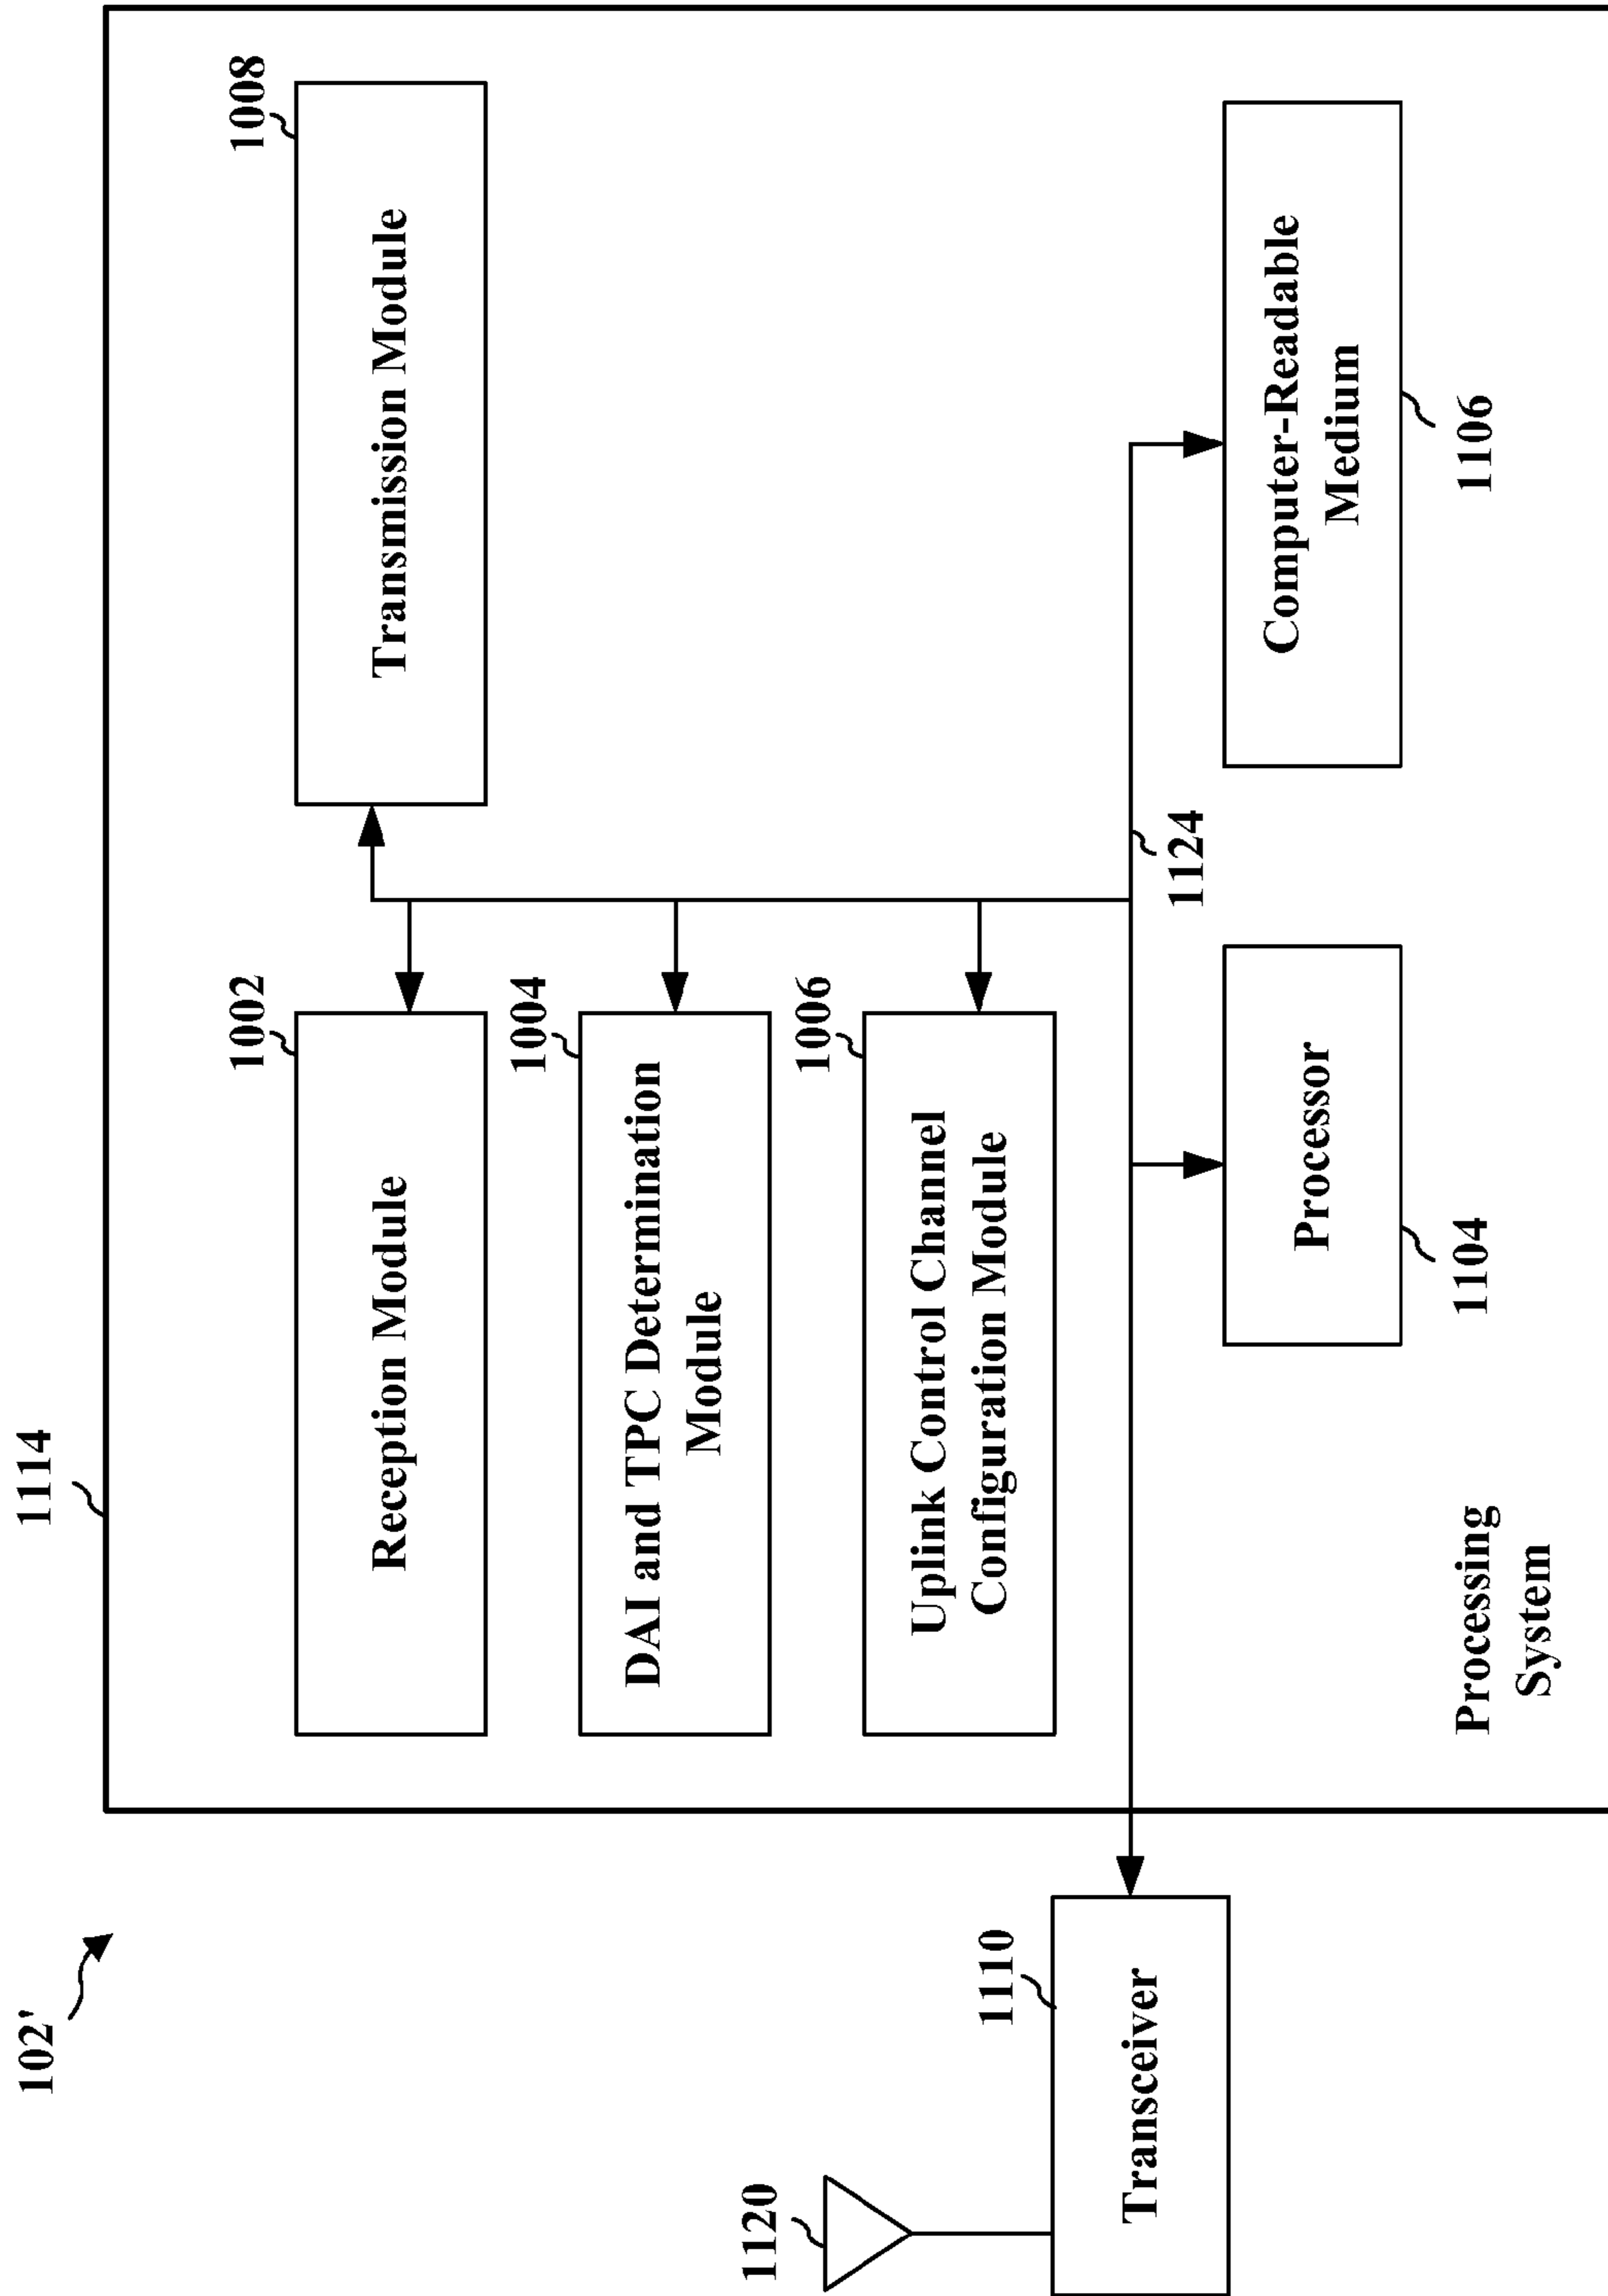 102'
1114
1002
Reception Module
1008
Transmission Module
1004
DAI and TPC Determination
Module
1006
Uplink Control Channel
Configuration Module
1120
1110
Transceiver
1124
Processor
1104
Computer-Readable
Medium
1106
Processing
System